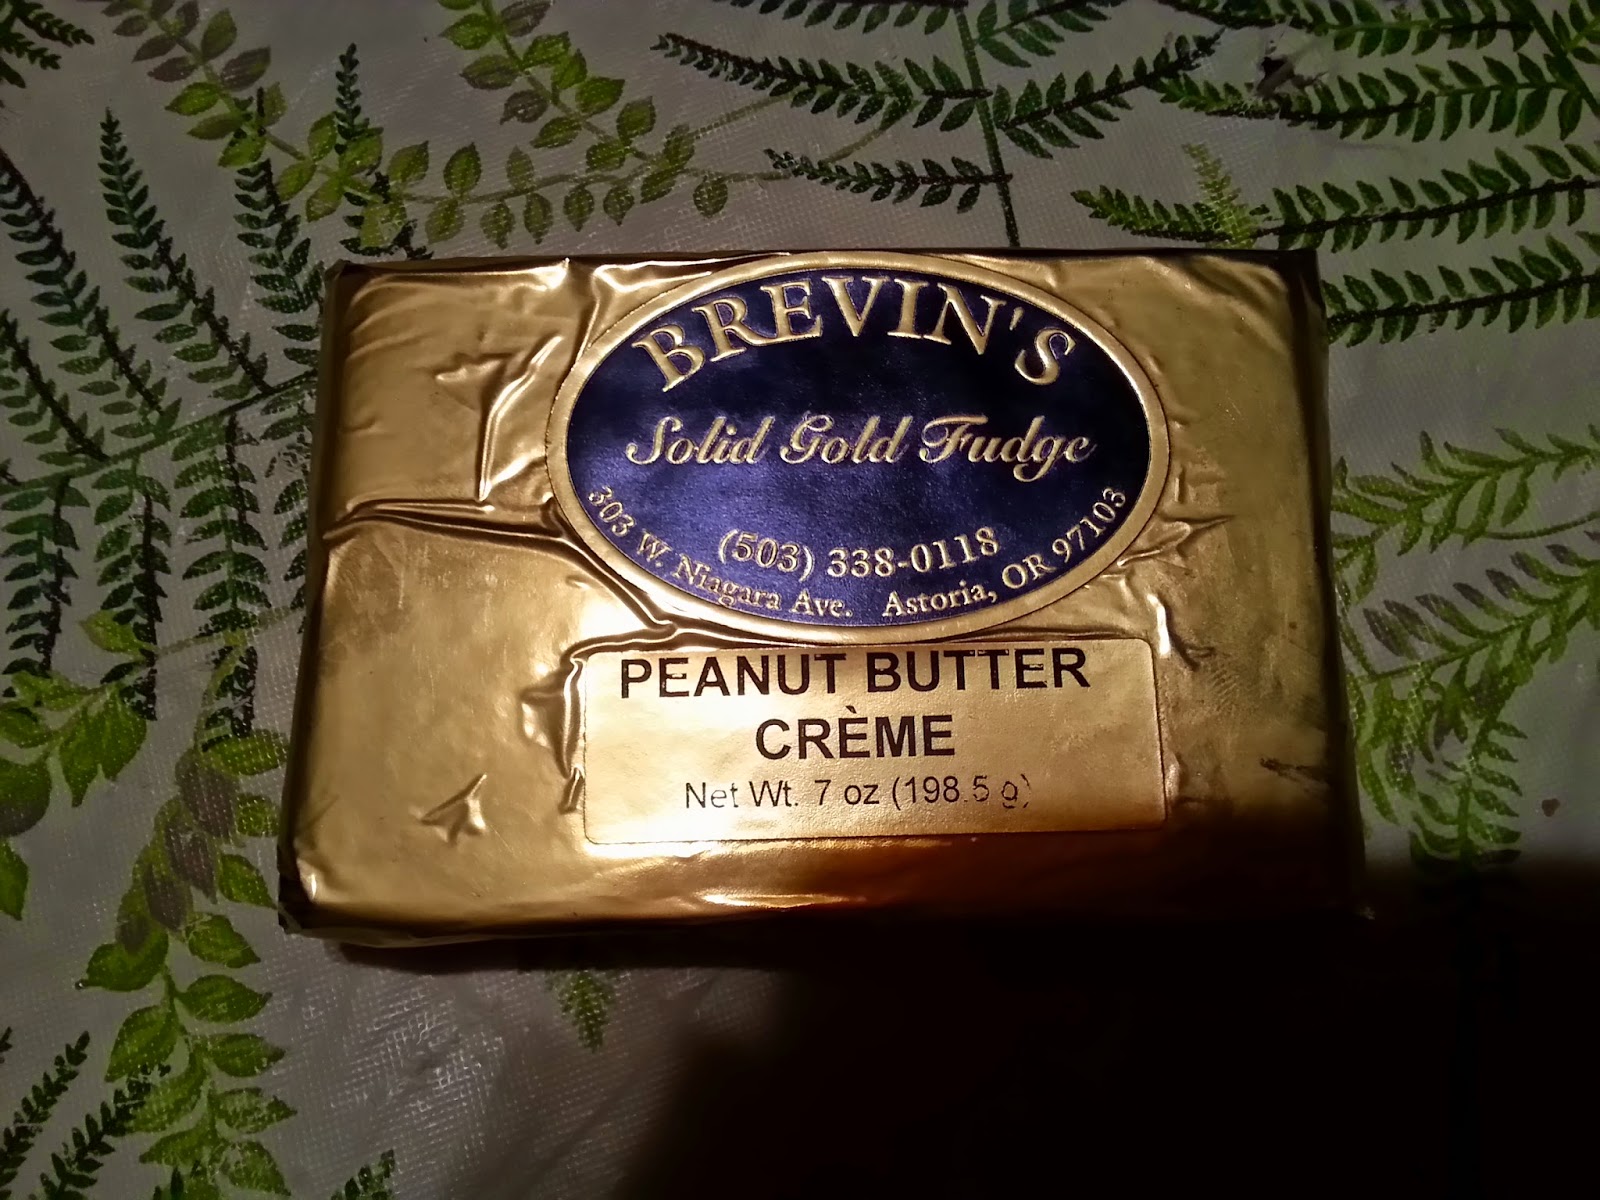 BREVIN'S
Solid Gold Fudge
(503) 338-0118
303 W. Niagara Ave. Astoria, OR 97103
PEANUT BUTTER
CRÈME
Net Wt. 7 oz (198.5 g)